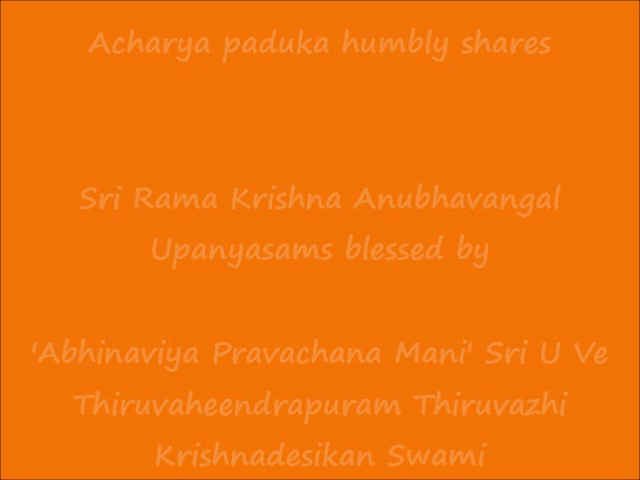 Acharya paduka humbly shares
Sri Rama Krishna Anubhavangal
Upanyasams blessed by
'Abhinaviya Pravachana Mani' Sri U Ve
Thiruvaheendrapuram Thiruvazhi
Krishnadesikan Swami